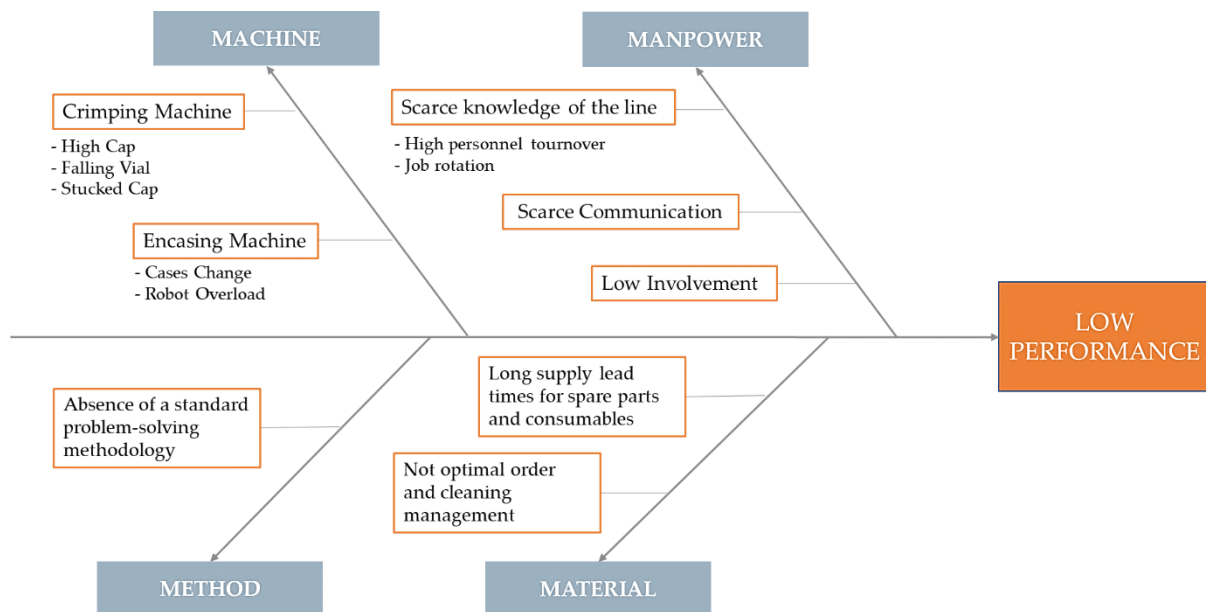 MACHINE
MANPOWER
Crimping Machine
- High Cap
- Falling Vial
- Stucked Cap
Encasing Machine
- Cases Change
- Robot Overload
Scarce knowledge of the line
- High personnel tournover
- Job rotation
Scarce Communication
Low Involvement
LOW
PERFORMANCE
Absence of a standard
problem-solving
methodology
Long supply lead
times for spare parts
and consumables
Not optimal order
and cleaning
management
METHOD
MATERIAL